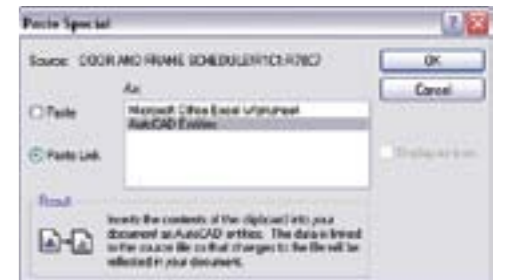 Paste Special
Source: DOOR AND FRAME SCHEDULE!R1C1:R78C7
OK
As:
Cancel
Paste
Microsoft Office Excel Worksheet
AutoCAD Entities
Paste Link
Display as Icon
Result
Inserts the contents of the clipboard into your
document as AutoCAD entities. The data is linked
to the source file so that changes to the file will be
reflected in your document.